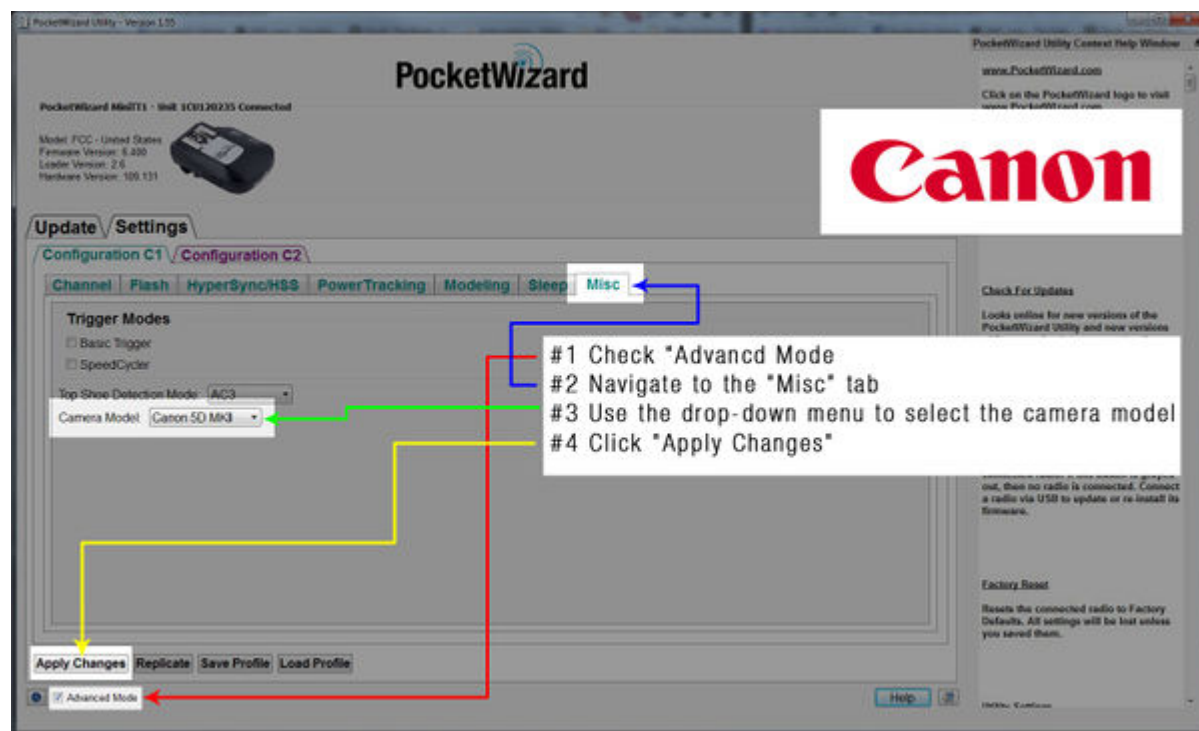 PocketWizard Utility - Version 1.55
PocketWizard Utility Context Help Window
PocketWizard
www.PocketWizard.com
Click on the PocketWizard logo to visit
www.PocketWizard.com
PocketWizard MiniTT1 - Unit 1CU120235 Connected
Model: FCC - United States
Firmware Version: 6.400
Loader Version: 2.6
Hardware Version: 109.131
Canon
Update
Settings
Configuration C1
Configuration C2
Channel
Flash
HyperSync/HSS
PowerTracking
Modeling
Sleep
Misc
Check For Updates
Looks online for new versions of the
PocketWizard Utility and new versions
Trigger Modes
Basic Trigger
SpeedCycler
Top Shoe Detection Mode: AC3
Camera Model: Canon 5D MKII
#1 Check "Advancd Mode
#2 Navigate to the "Misc" tab
#3 Use the drop-down menu to select the camera model
#4 Click "Apply Changes"
out, then no radio is connected. Connect
a radio via USB to update or re-install its
firmware.
Factory Reset
Resets the connected radio to Factory
Defaults. All settings will be lost unless
you saved them.
Apply Changes
Replicate
Save Profile
Load Profile
Advanced Mode
Help
Utility Settings